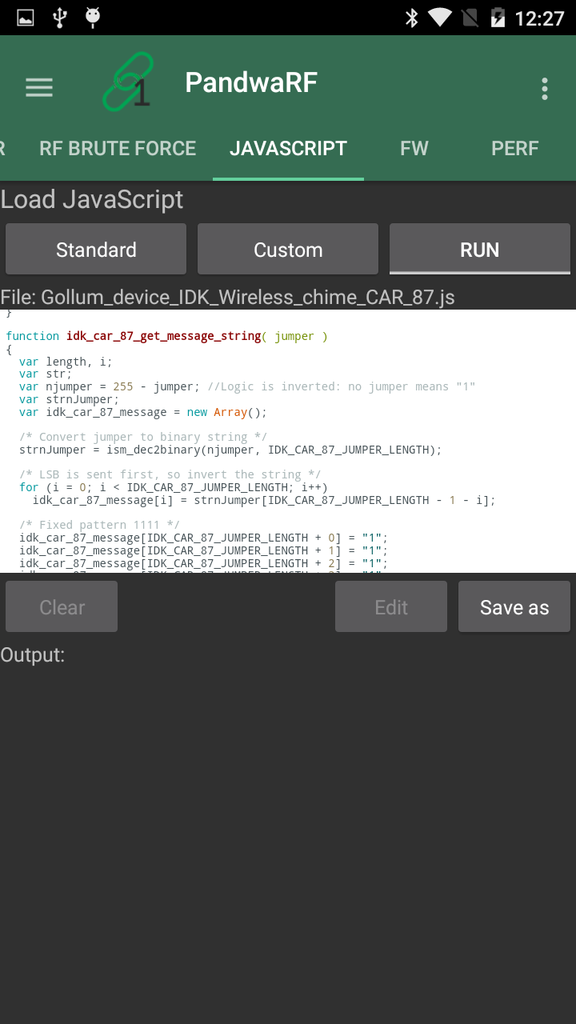 12:27
1
PandwaRF
R RF BRUTE FORCE JAVASCRIPT FW PERF
Load JavaScript
Standard Custom RUN
File: Gollum_device_IDK_Wireless_chime_CAR_87.js
}
function idk_car_87_get_message_string( jumper )
{
var length, i;
var str;
var njumper = 255 - jumper; //Logic is inverted: no jumper means "1"
var strnJumper;
var idk_car_87_message = new Array();
/* Convert jumper to binary string */
strnJumper = ism_dec2binary(njumper, IDK_CAR_87_JUMPER_LENGTH);
/* LSB is sent first, so invert the string */
for (i = 0; i < IDK_CAR_87_JUMPER_LENGTH; i++)
idk_car_87_message[i] = strnJumper[IDK_CAR_87_JUMPER_LENGTH - 1 - i];
/* Fixed pattern 1111 */
idk_car_87_message[IDK_CAR_87_JUMPER_LENGTH + 0] = "1";
idk_car_87_message[IDK_CAR_87_JUMPER_LENGTH + 1] = "1";
idk_car_87_message[IDK_CAR_87_JUMPER_LENGTH + 2] = "1";
Clear Edit Save as
Output: